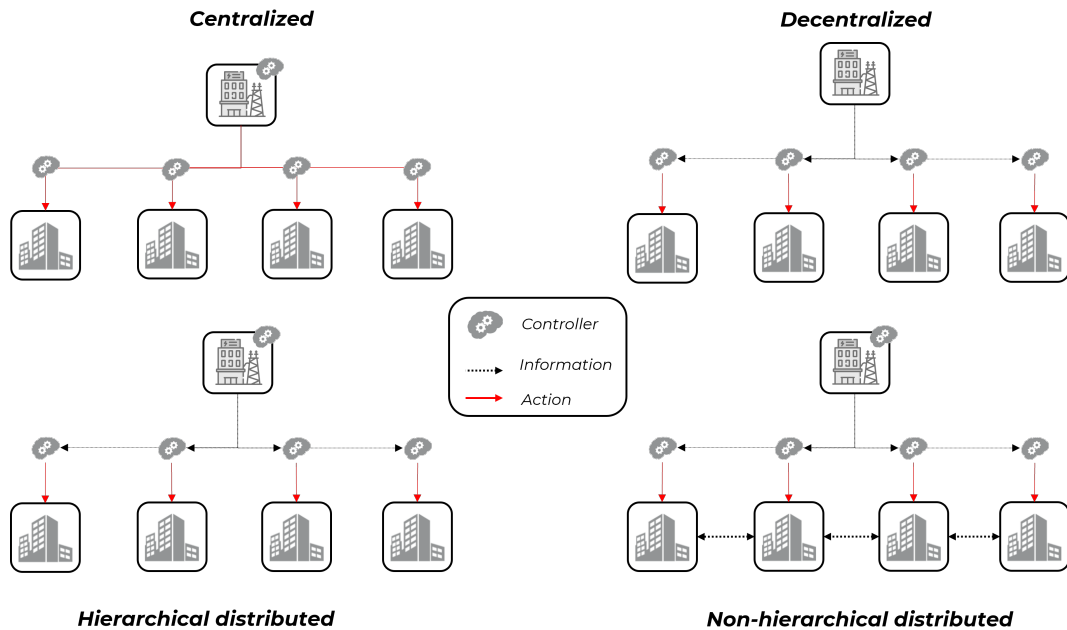 Centralized
Decentralized
Controller
Information
Action
Hierarchical distributed
Non-hierarchical distributed